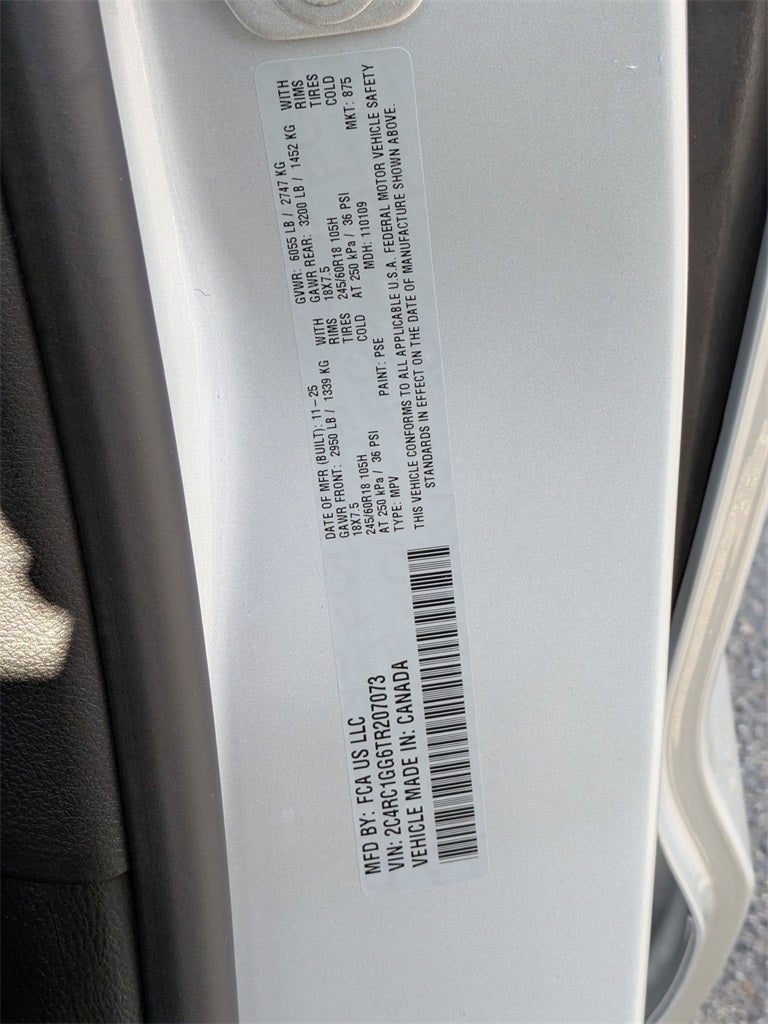 MFD BY: FCA US LLC
VIN: 2C4RC1GG6TR207073
VEHICLE MADE IN: CANADA
DATE OF MFR (BUILT): 11-25
GAWR FRONT: 2950 LB / 1339 KG WITH
18X7.5 RIMS
245/60R18 105H TIRES
AT 250 kPa / 36 PSI COLD
TYPE: MPV PAINT: PSE
GVWR: 6055 LB / 2747 KG
GAWR REAR: 3200 LB / 1452 KG WITH
18X7.5 RIMS
245/60R18 105H TIRES
AT 250 kPa / 36 PSI COLD
MDH: 110109 MKT: 875
THIS VEHICLE CONFORMS TO ALL APPLICABLE U.S.A. FEDERAL MOTOR VEHICLE SAFETY
STANDARDS IN EFFECT ON THE DATE OF MANUFACTURE SHOWN ABOVE.